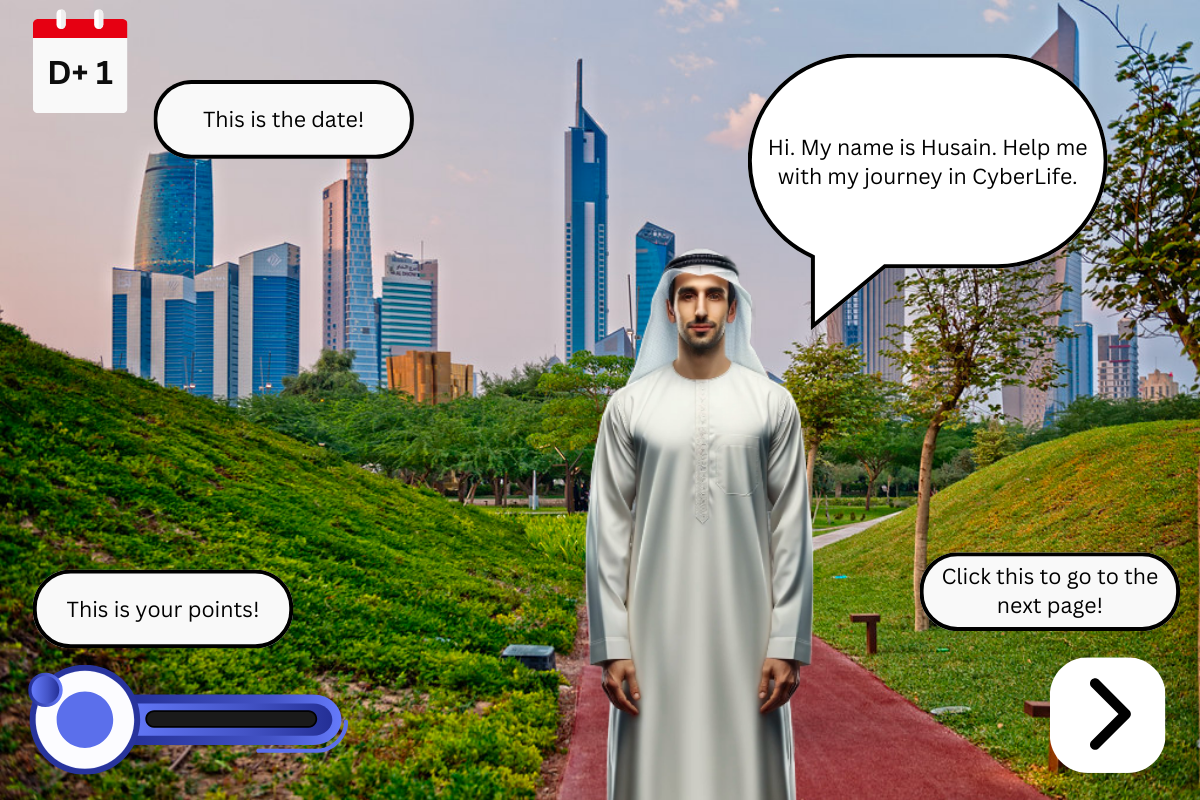 D+ 1
This is the date!
Hi. My name is Husain. Help me
with my journey in CyberLife.
This is your points!
Click this to go to the
next page!